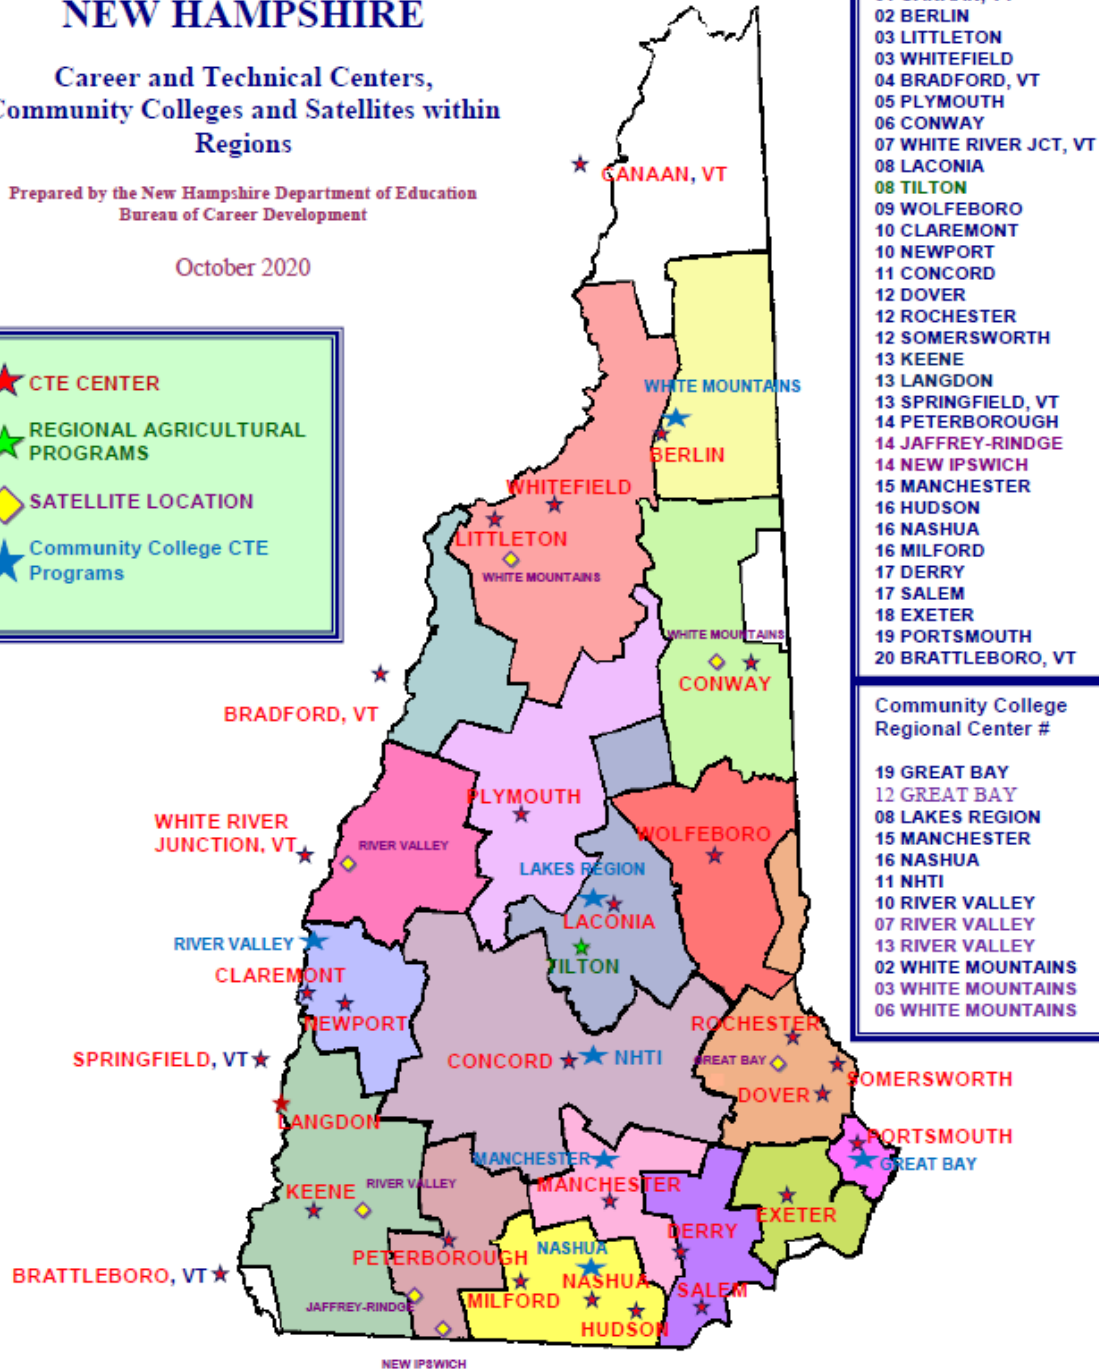 NEW HAMPSHIRE
Career and Technical Centers,
Community Colleges and Satellites within
Regions
Prepared by the New Hampshire Department of Education
Bureau of Career Development
October 2020
CTE CENTER
REGIONAL AGRICULTURAL
PROGRAMS
SATELLITE LOCATION
Community College CTE
Programs
02 BERLIN
03 LITTLETON
03 WHITEFIELD
04 BRADFORD, VT
05 PLYMOUTH
06 CONWAY
07 WHITE RIVER JCT, VT
08 LACONIA
08 TILTON
09 WOLFEBORO
10 CLAREMONT
10 NEWPORT
11 CONCORD
12 DOVER
12 ROCHESTER
12 SOMERSWORTH
13 KEENE
13 LANGDON
13 SPRINGFIELD, VT
14 PETERBOROUGH
14 JAFFREY-RINDGE
14 NEW IPSWICH
15 MANCHESTER
16 HUDSON
16 NASHUA
16 MILFORD
17 DERRY
17 SALEM
18 EXETER
19 PORTSMOUTH
20 BRATTLEBORO, VT
Community College
Regional Center #
19 GREAT BAY
12 GREAT BAY
08 LAKES REGION
15 MANCHESTER
16 NASHUA
11 NHTI
10 RIVER VALLEY
07 RIVER VALLEY
13 RIVER VALLEY
02 WHITE MOUNTAINS
03 WHITE MOUNTAINS
06 WHITE MOUNTAINS
CANAAN, VT
WHITE MOUNTAINS
BERLIN
WHITEFIELD
LITTLETON
WHITE MOUNTAINS
WHITE MOUNTAINS
CONWAY
BRADFORD, VT
PLYMOUTH
WHITE RIVER
JUNCTION, VT
RIVER VALLEY
WOLFEBORO
LAKES REGION
LACONIA
RIVER VALLEY
TILTON
CLAREMONT
NEWPORT
ROCHESTER
SPRINGFIELD, VT
CONCORD
NHTI
GREAT BAY
SOMERSWORTH
DOVER
LANGDON
PORTSMOUTH
MANCHESTER
GREAT BAY
KEENE
RIVER VALLEY
MANCHESTER
EXETER
DERRY
PETERBOROUGH
NASHUA
BRATTLEBORO, VT
NASHUA
SALEM
MILFORD
JAFFREY-RINDGE
HUDSON
NEW IPSWICH